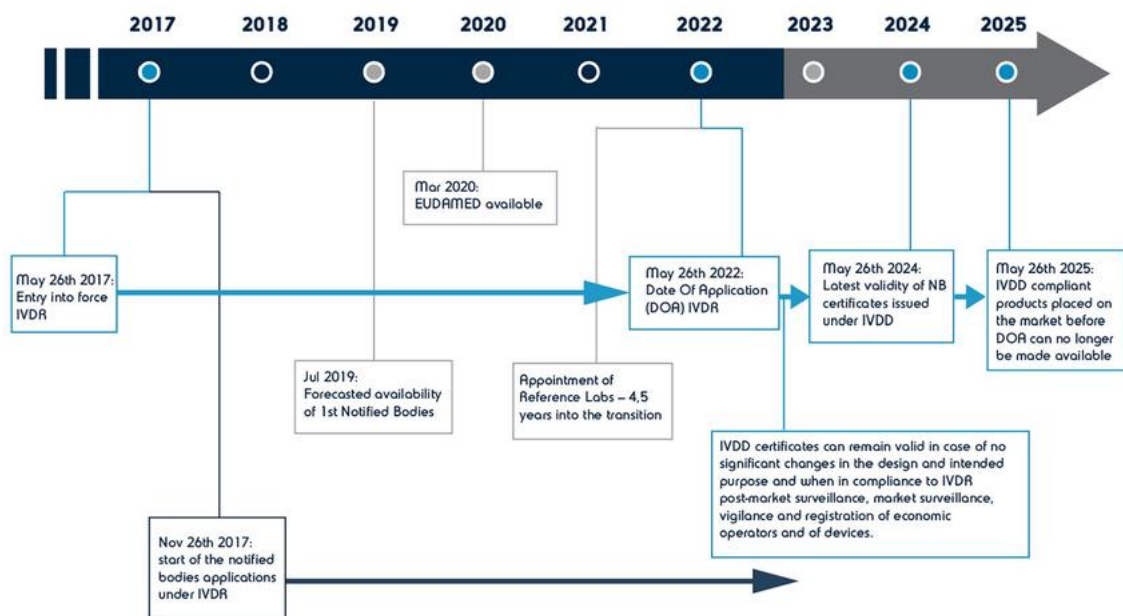 2017 2018 2019 2020 2021 2022 2023 2024 2025
Mar 2020:
EUDAMED available
May 26th 2017:
Entry into force
IVDR
May 26th 2022:
Date Of Application
(DOA) IVDR
May 26th 2024:
Latest validity of NB
certificates issued
under IVDD
May 26th 2025:
IVDD compliant
products placed on
the market before
DOA can no longer
be made available
Jul 2019:
Forecasted availability
of 1st Notified Bodies
Appointment of
Reference Labs – 4,5
years into the transition
IVDD certificates can remain valid in case of no
significant changes in the design and intended
purpose and when in compliance to IVDR
post-market surveillance, market surveillance,
vigilance and registration of economic
operators and of devices.
Nov 26th 2017:
start of the notified
bodies applications
under IVDR